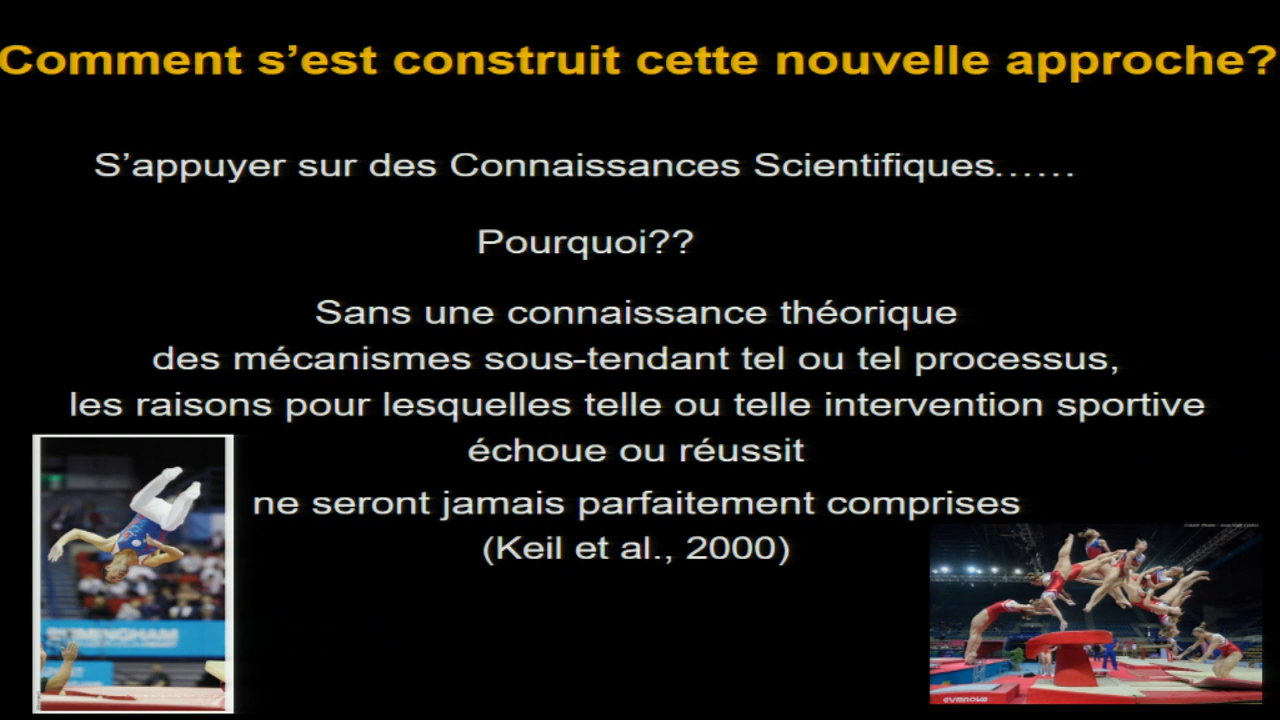 Comment s’est construit cette nouvelle approche?
S’appuyer sur des Connaissances Scientifiques……
Pourquoi??
Sans une connaissance théorique
des mécanismes sous-tendant tel ou tel processus,
les raisons pour lesquelles telle ou telle intervention sportive
échoue ou réussit
ne seront jamais parfaitement comprises
(Keil et al., 2000)
BIRMINGHAM
GYMNOVA